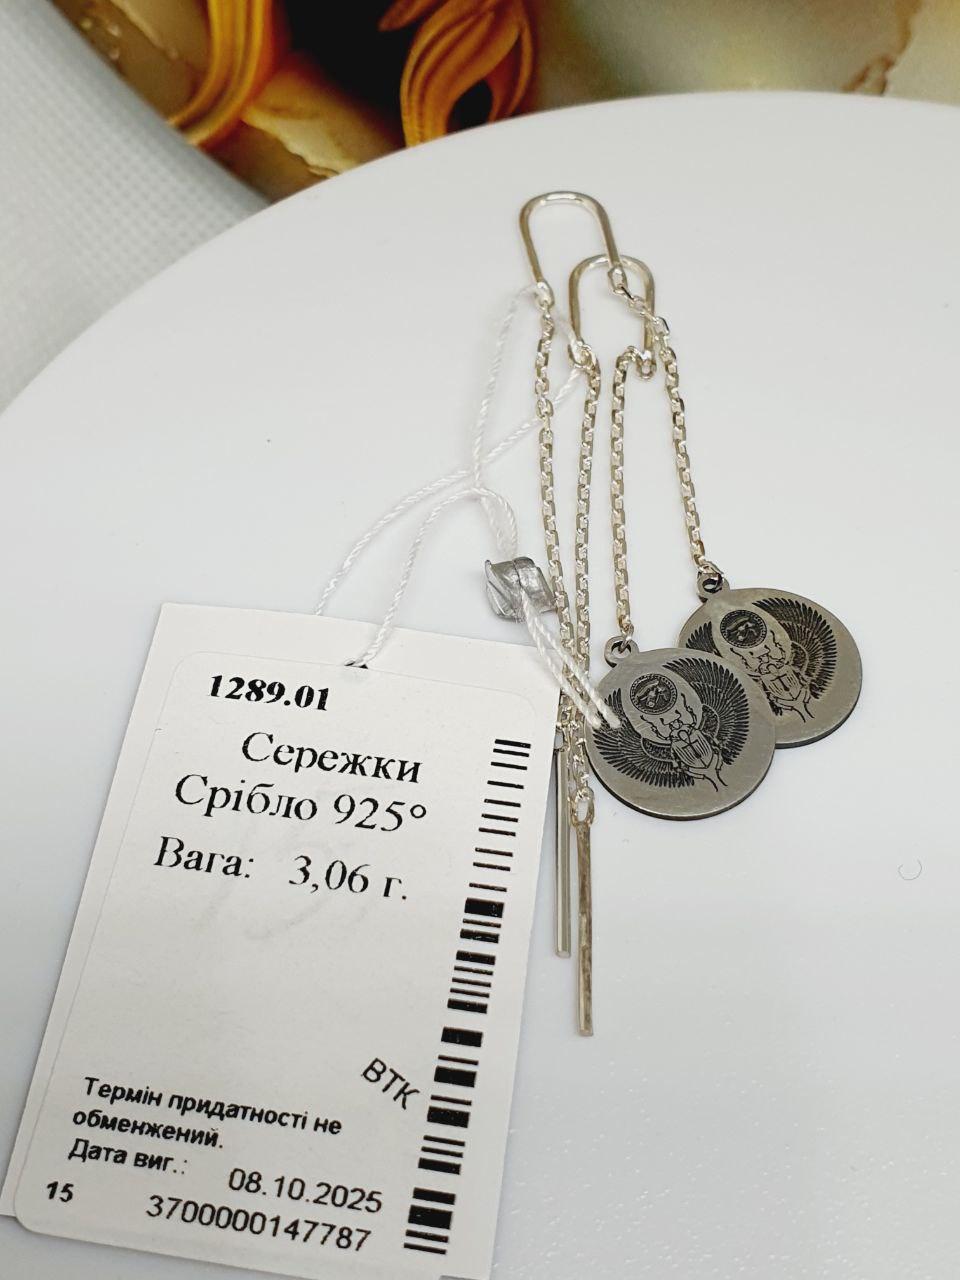 1289.01
Сережки
Срібло 925°
Вага: 3,06 г.
ВТК
Термін придатності не
обменжений.
Дата виг.: 08.10.2025
15 3700000147787